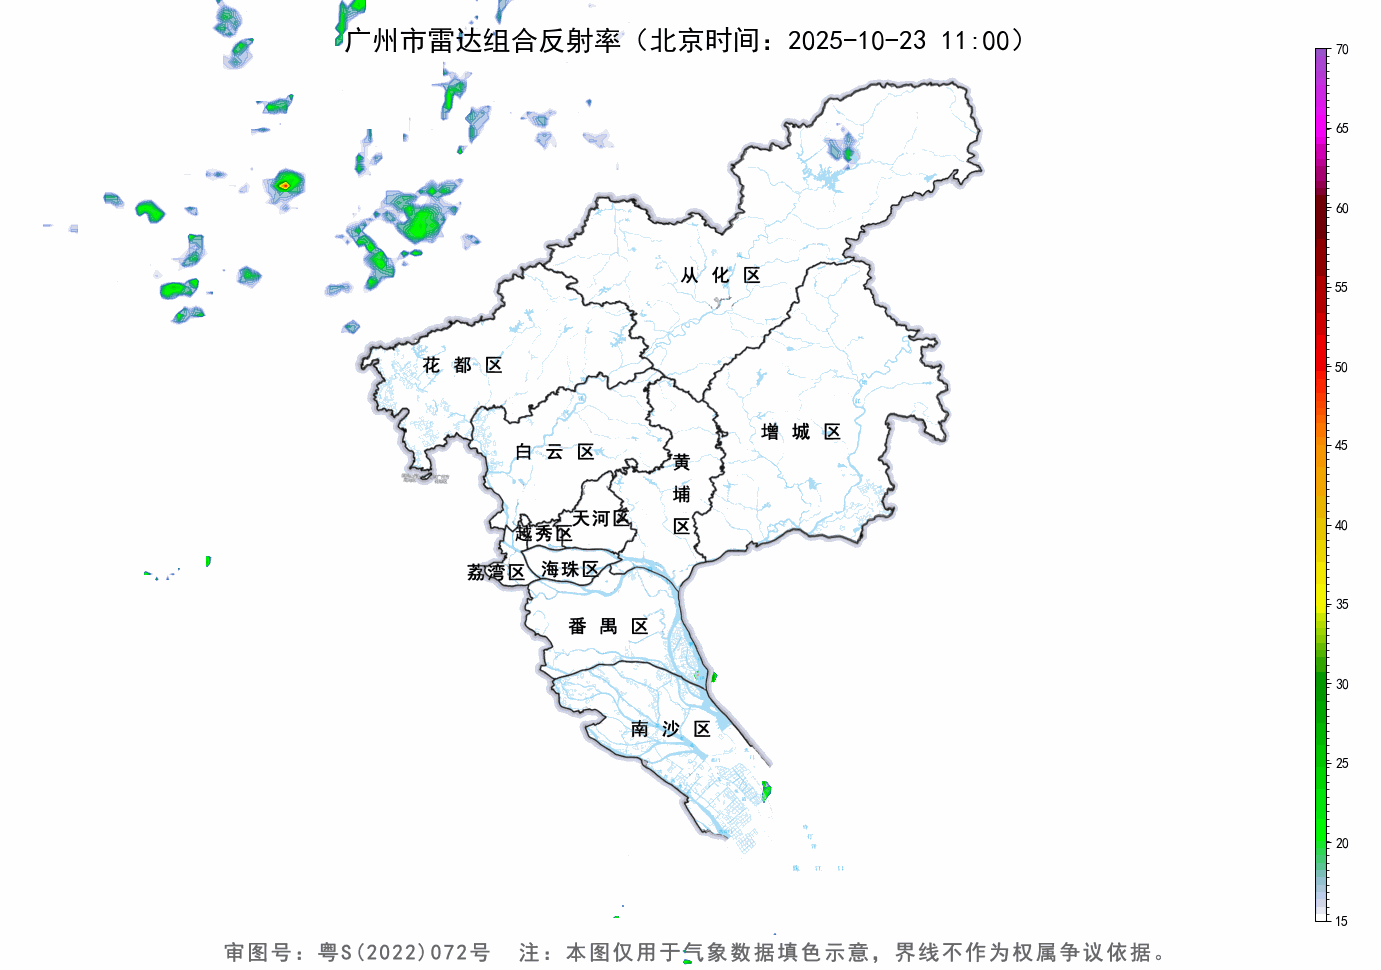 广州市雷达组合反射率（北京时间：2025-10-23 11:00）
70
65
60
55
50
45
40
35
30
25
20
15
从化区
花都区
增城区
白云区
黄埔区
天河区
越秀区
荔湾区
海珠区
番禺区
南沙区
审图号：粤S(2022)072号 注：本图仅用于气象数据填色示意，界线不作为权属争议依据。